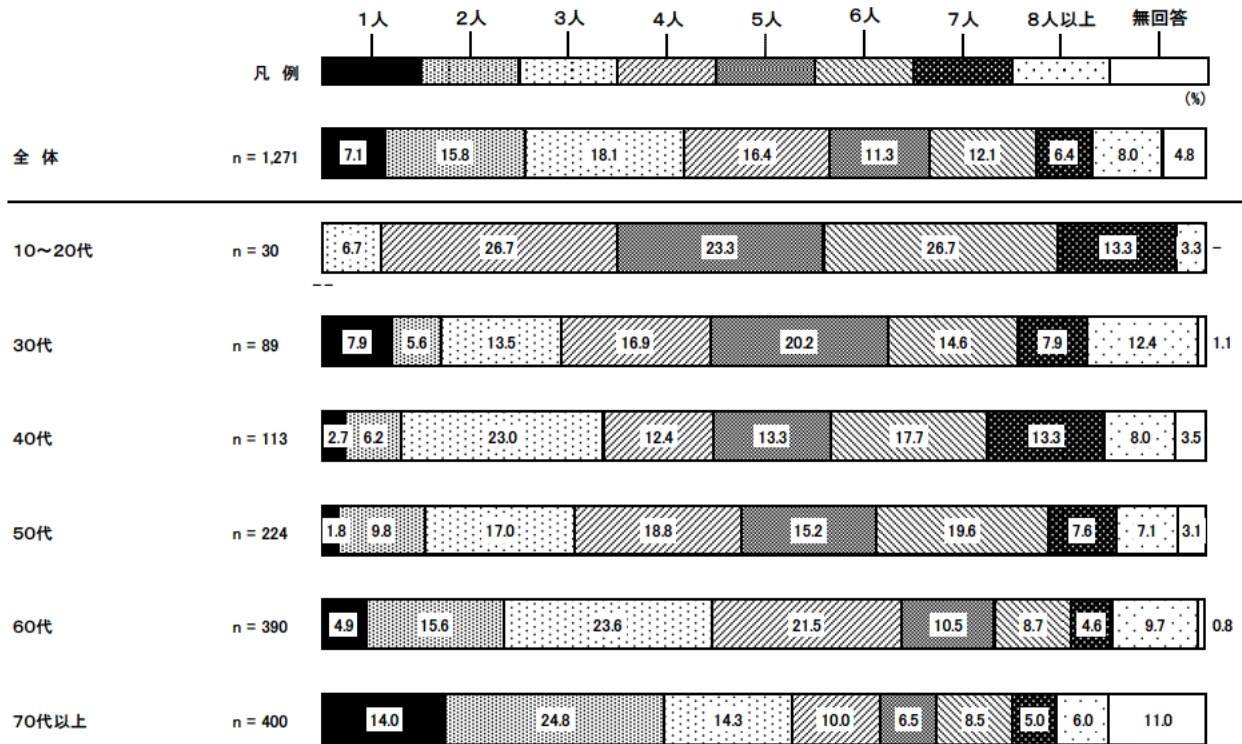 1人 2人 3人 4人 5人 6人 7人 8人以上 無回答
凡 例
(%)
全 体 n = 1,271 7.1 15.8 18.1 16.4 11.3 12.1 6.4 8.0 4.8
10～20代 n = 30 6.7 26.7 23.3 26.7 13.3 3.3 -
--
30代 n = 89 7.9 5.6 13.5 16.9 20.2 14.6 7.9 12.4 1.1
40代 n = 113 2.7 6.2 23.0 12.4 13.3 17.7 13.3 8.0 3.5
50代 n = 224 1.8 9.8 17.0 18.8 15.2 19.6 7.6 7.1 3.1
60代 n = 390 4.9 15.6 23.6 21.5 10.5 8.7 4.6 9.7 0.8
70代以上 n = 400 14.0 24.8 14.3 10.0 6.5 8.5 5.0 6.0 11.0